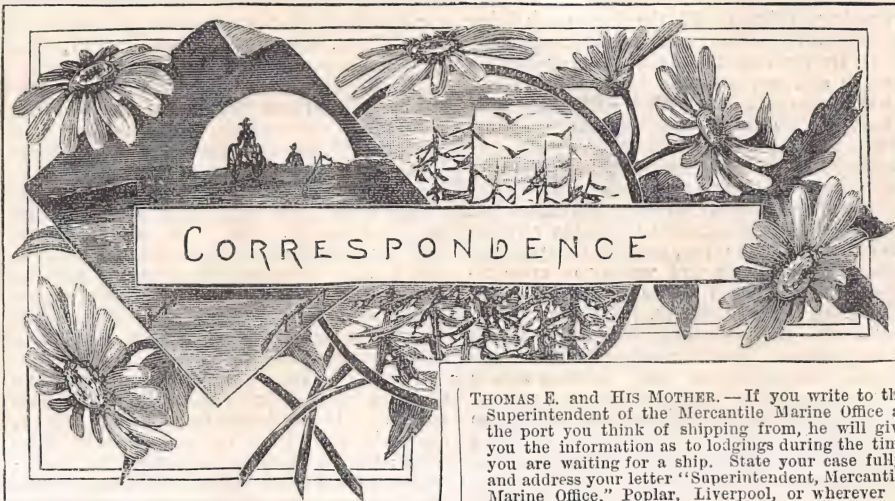 CORRESPONDENCE
THOMAS E. and HIS MOTHER.—If you write to th
Superintendent of the Mercantile Marine Office a
the port you think of shipping from, he will giv
you the information as to lodgings during the tim
you are waiting for a ship. State your case full
and address your letter "Superintendent, Mercanti
Marine Office," Poplar, Liverpool, or wherever